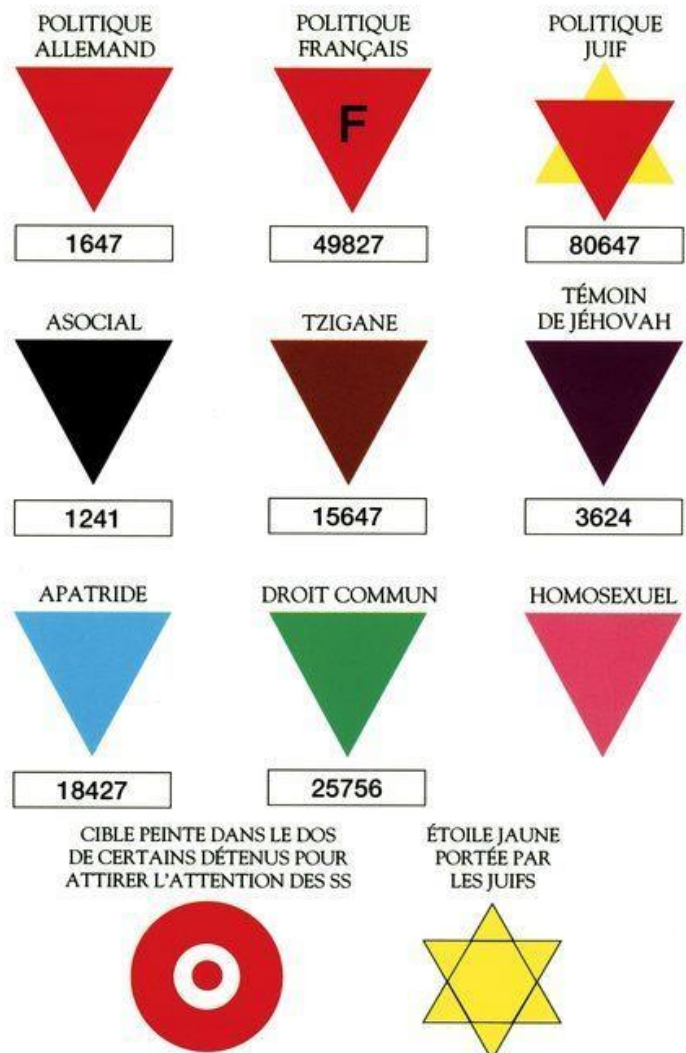 POLITIQUE
ALLEMAND
POLITIQUE
FRANÇAIS
POLITIQUE
JUIF
F
1647
49827
80647
ASOCIAL
TZIGANE
TÉMOIN
DE JÉHOVAH
1241
15647
3624
APATRIDE
DROIT COMMUN
HOMOSEXUEL
18427
25756
CIBLE PEINTE DANS LE DOS
DE CERTAINS DÉTENUS POUR
ATTIRER L'ATTENTION DES SS
ÉTOILE JAUNE
PORTÉE PAR
LES JUIFS